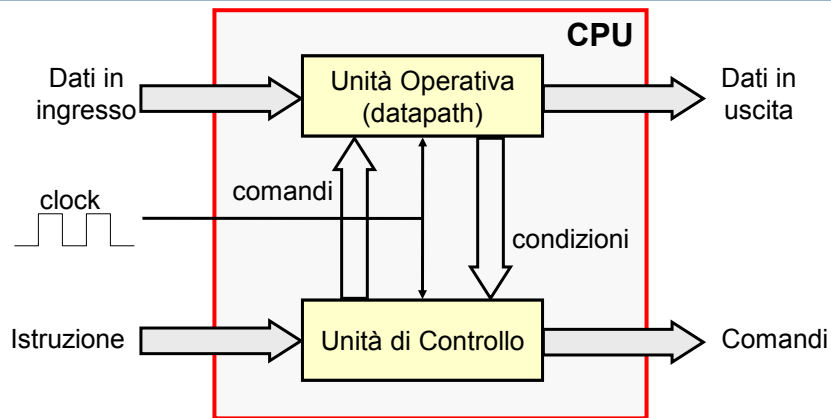 CPU
Dati in
ingresso
Unità Operativa
(datapath)
Dati in
uscita
clock
comandi
condizioni
Istruzione
Unità di Controllo
Comandi